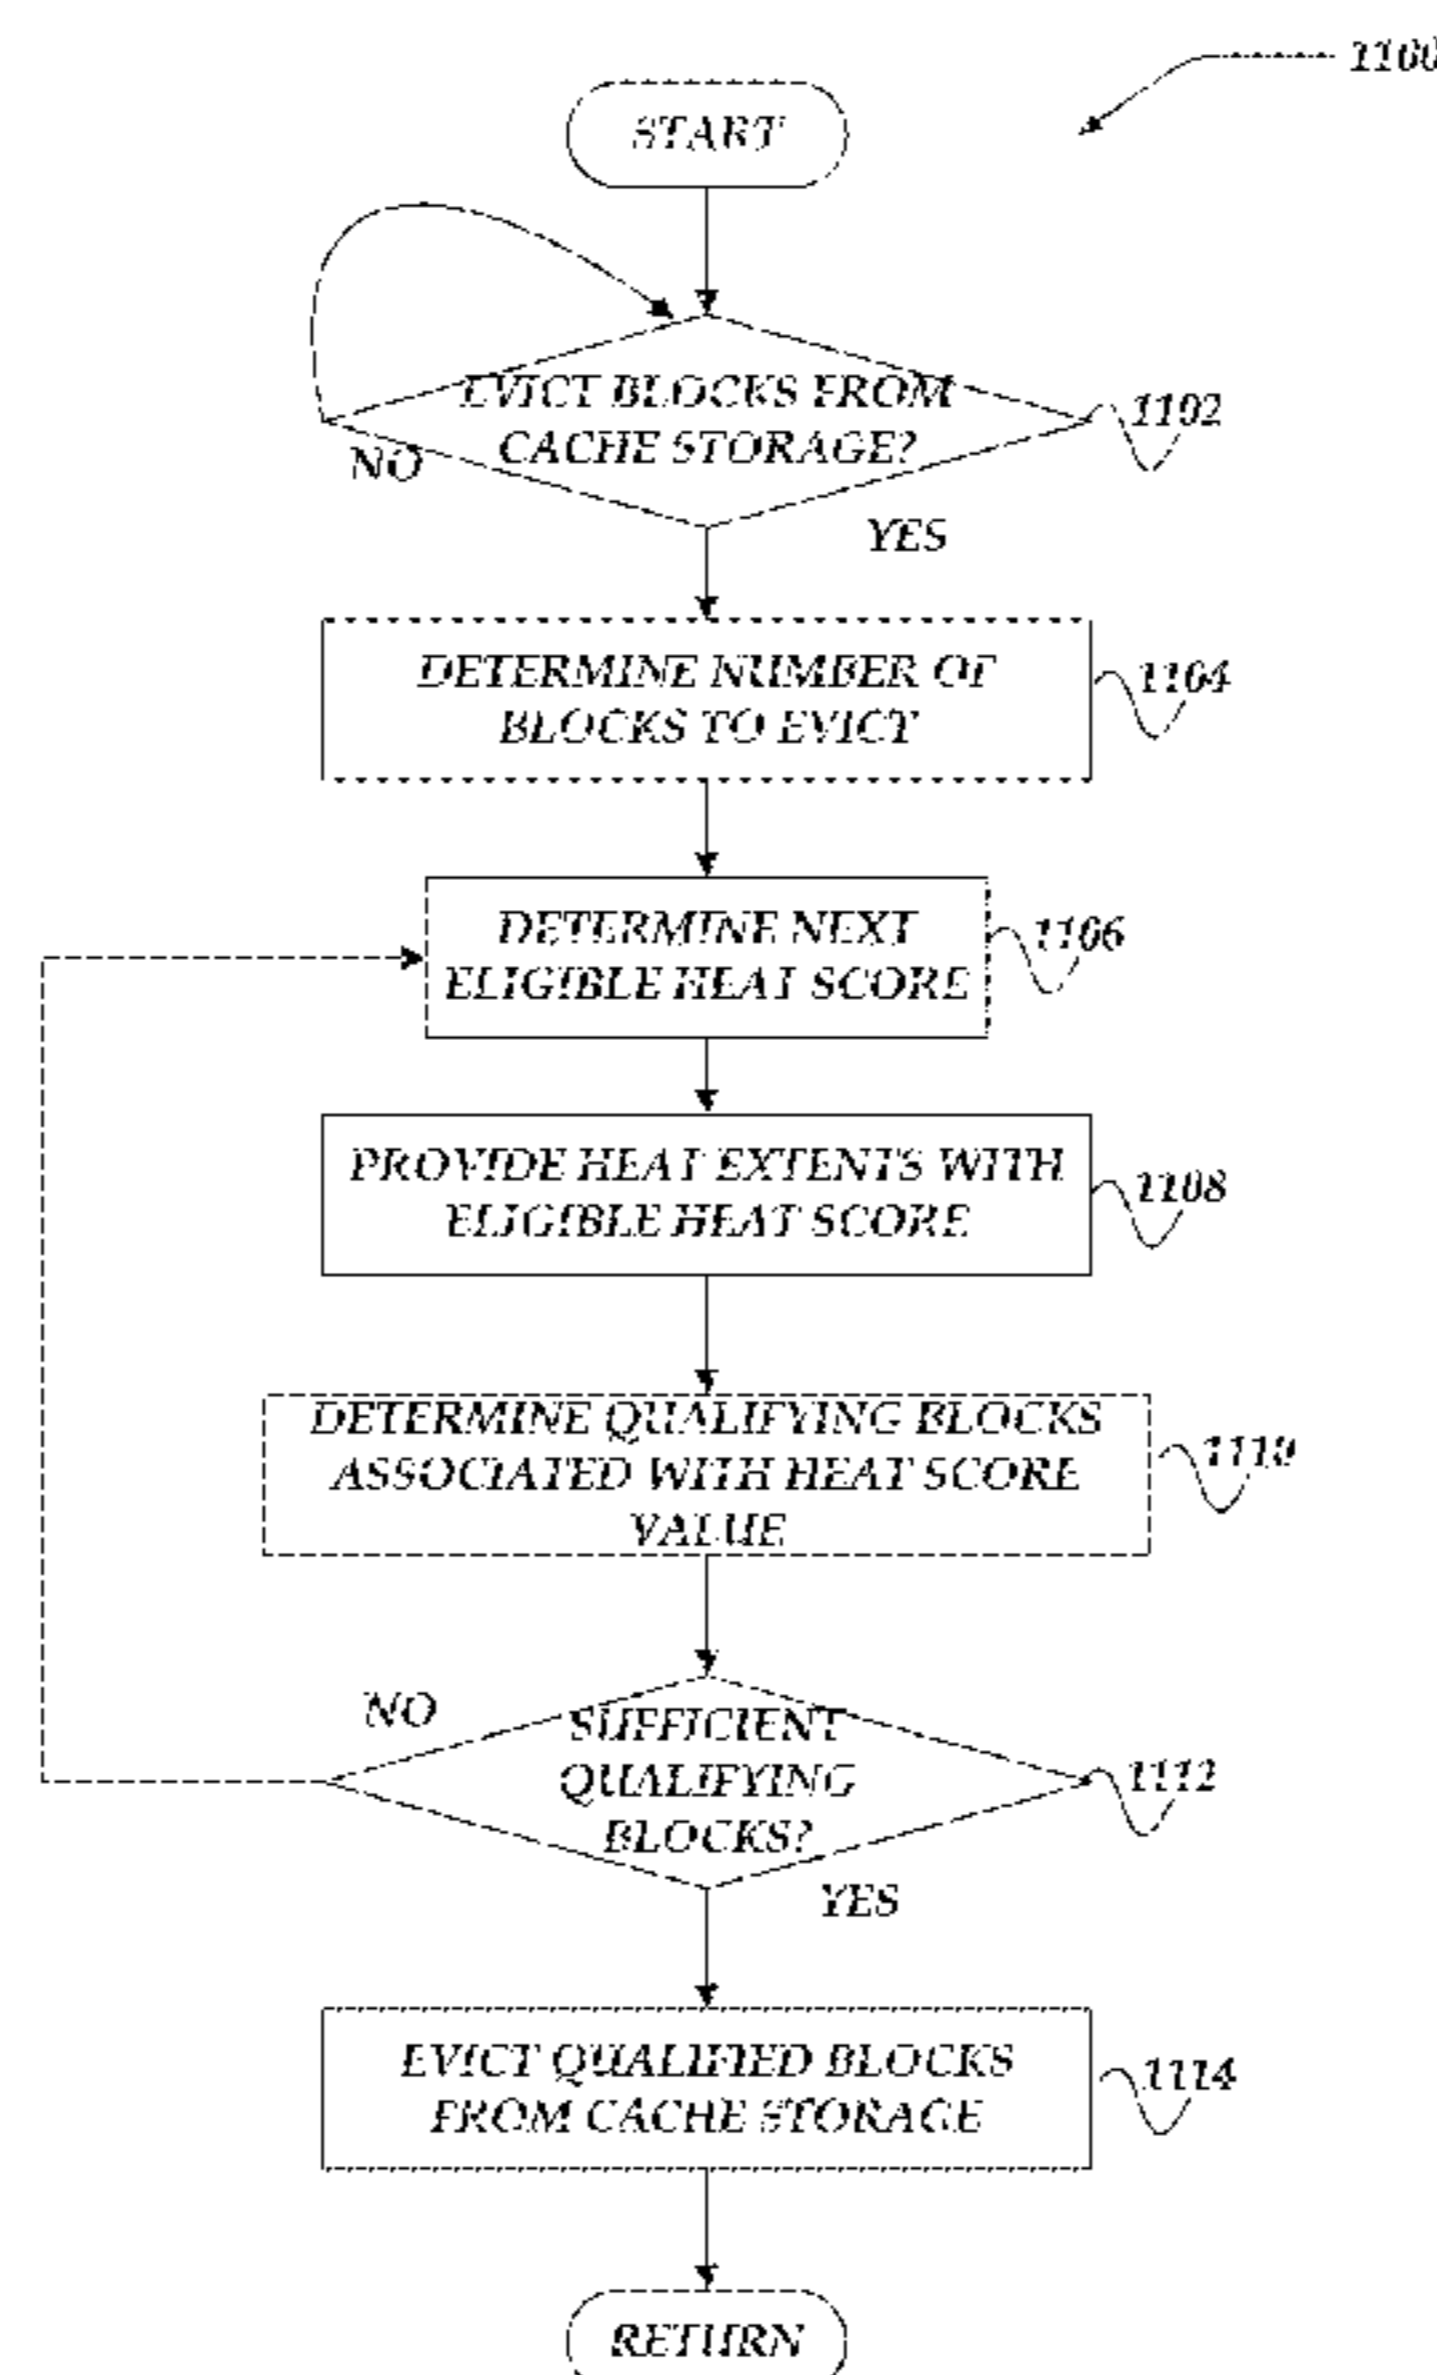 1100
START
EVICT BLOCKS FROM
CACHE STORAGE?
1102
NO
YES
DETERMINE NUMBER OF
BLOCKS TO EVICT
1104
DETERMINE NEXT
ELIGIBLE HEAT SCORE
1106
PROVIDE HEAT EXTENTS WITH
ELIGIBLE HEAT SCORE
1108
DETERMINE QUALIFYING BLOCKS
ASSOCIATED WITH HEAT SCORE
VALUE
1110
NO
SUFFICIENT
QUALIFYING
BLOCKS?
1112
YES
EVICT QUALIFIED BLOCKS
FROM CACHE STORAGE
1114
RETURN